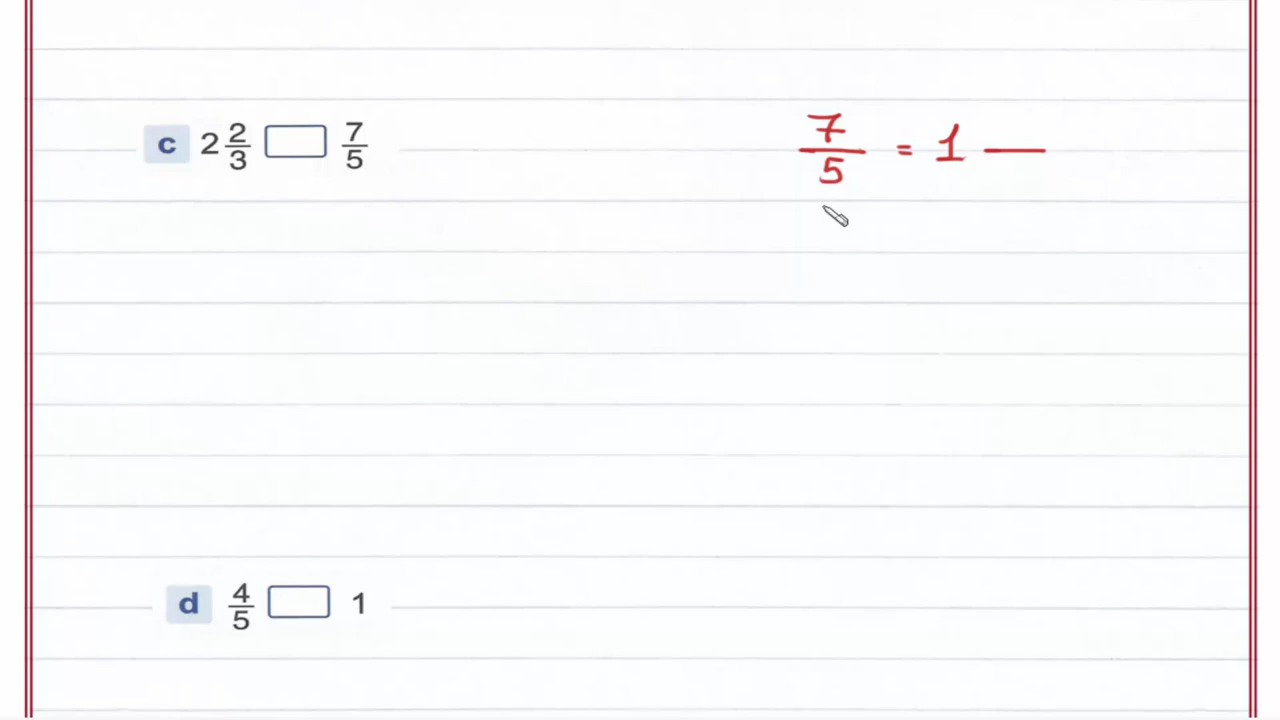 c 2 2/3 □ 7/5
7/5 = 1 —
d 4/5 □ 1